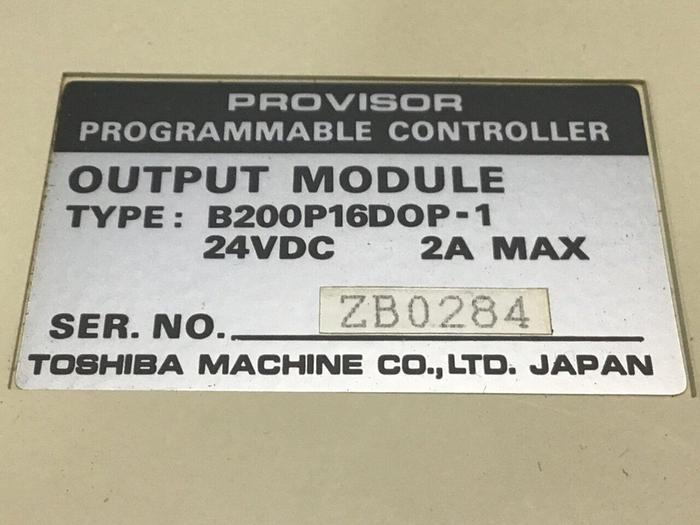 PROVISOR
PROGRAMMABLE CONTROLLER
OUTPUT MODULE
TYPE: B200P16DOP-1
24VDC 2A MAX
SER. NO. ZB0284
TOSHIBA MACHINE CO.,LTD. JAPAN